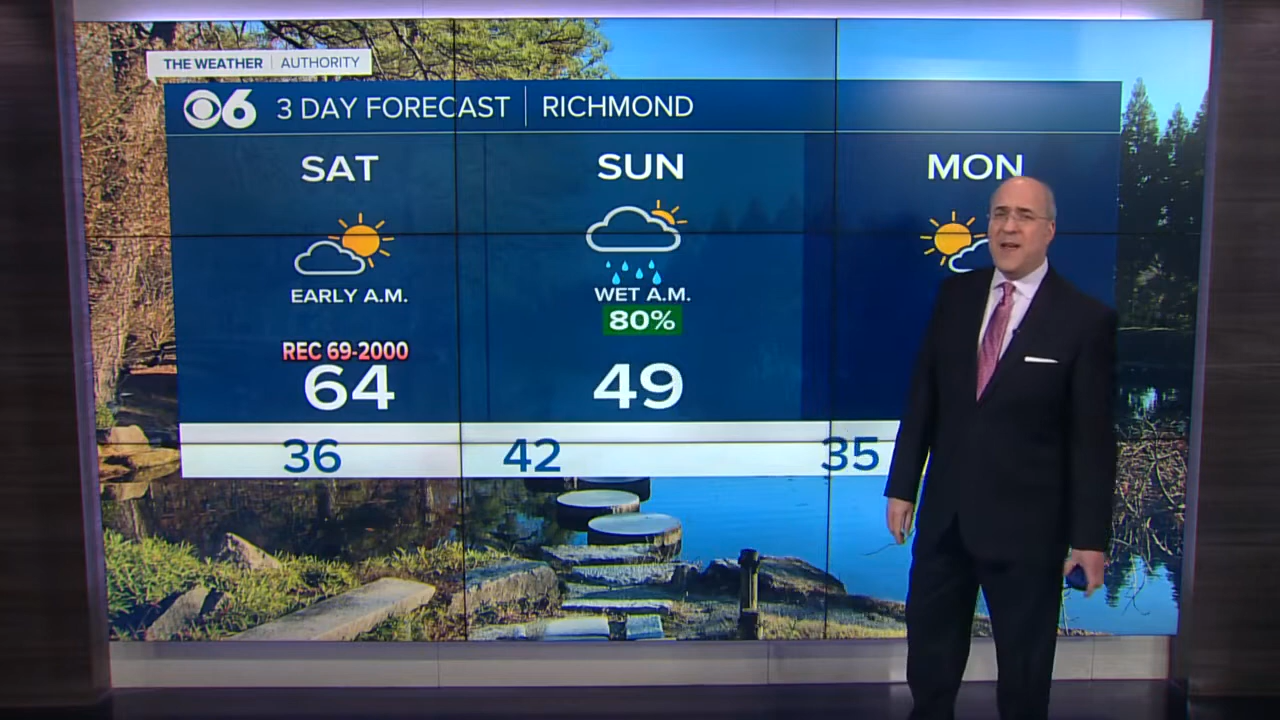 THE WEATHER | AUTHORITY
CBS 6 3 DAY FORECAST | RICHMOND
SAT
SUN
MON
EARLY A.M.
WET A.M.
80%
REC 69-2000
64
49
36
42
35